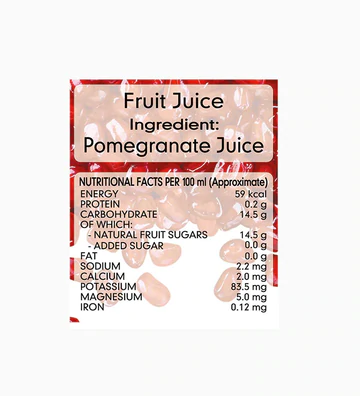 Fruit Juice
Ingredient:
Pomegranate Juice
NUTRITIONAL FACTS PER 100 ml (Approximate)
ENERGY 59 kcal
PROTEIN 0.2 g
CARBOHYDRATE 14.5 g
OF WHICH:
- NATURAL FRUIT SUGARS 14.5 g
- ADDED SUGAR 0.0 g
FAT 0.0 g
SODIUM 2.2 mg
CALCIUM 2.0 mg
POTASSIUM 83.5 mg
MAGNESIUM 5.0 mg
IRON 0.12 mg